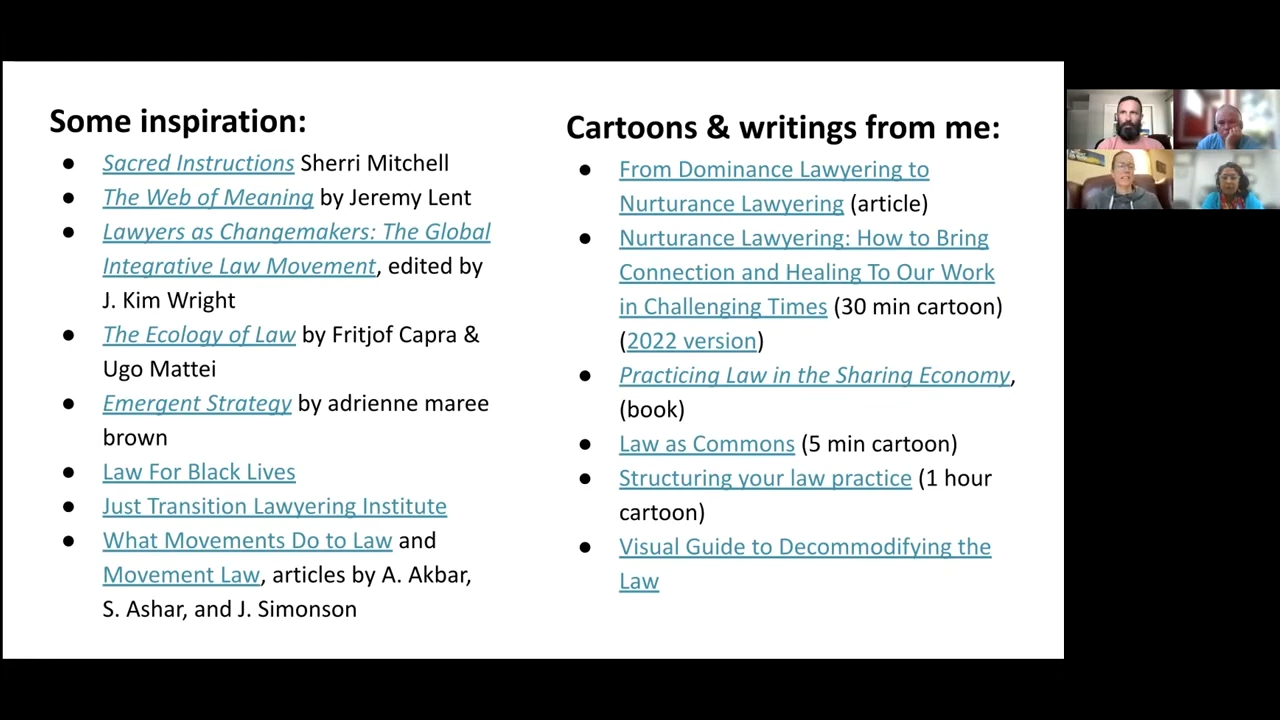 Some inspiration:
● Sacred Instructions Sherri Mitchell
● The Web of Meaning by Jeremy Lent
● Lawyers as Changemakers: The Global
Integrative Law Movement, edited by
J. Kim Wright
● The Ecology of Law by Fritjof Capra &
Ugo Mattei
● Emergent Strategy by adrienne maree
brown
● Law For Black Lives
● Just Transition Lawyering Institute
● What Movements Do to Law and
Movement Law, articles by A. Akbar,
S. Ashar, and J. Simonson
Cartoons & writings from me:
● From Dominance Lawyering to
Nurturance Lawyering (article)
● Nurturance Lawyering: How to Bring
Connection and Healing To Our Work
in Challenging Times (30 min cartoon)
(2022 version)
● Practicing Law in the Sharing Economy,
(book)
● Law as Commons (5 min cartoon)
● Structuring your law practice (1 hour
cartoon)
● Visual Guide to Decommodifying the
Law